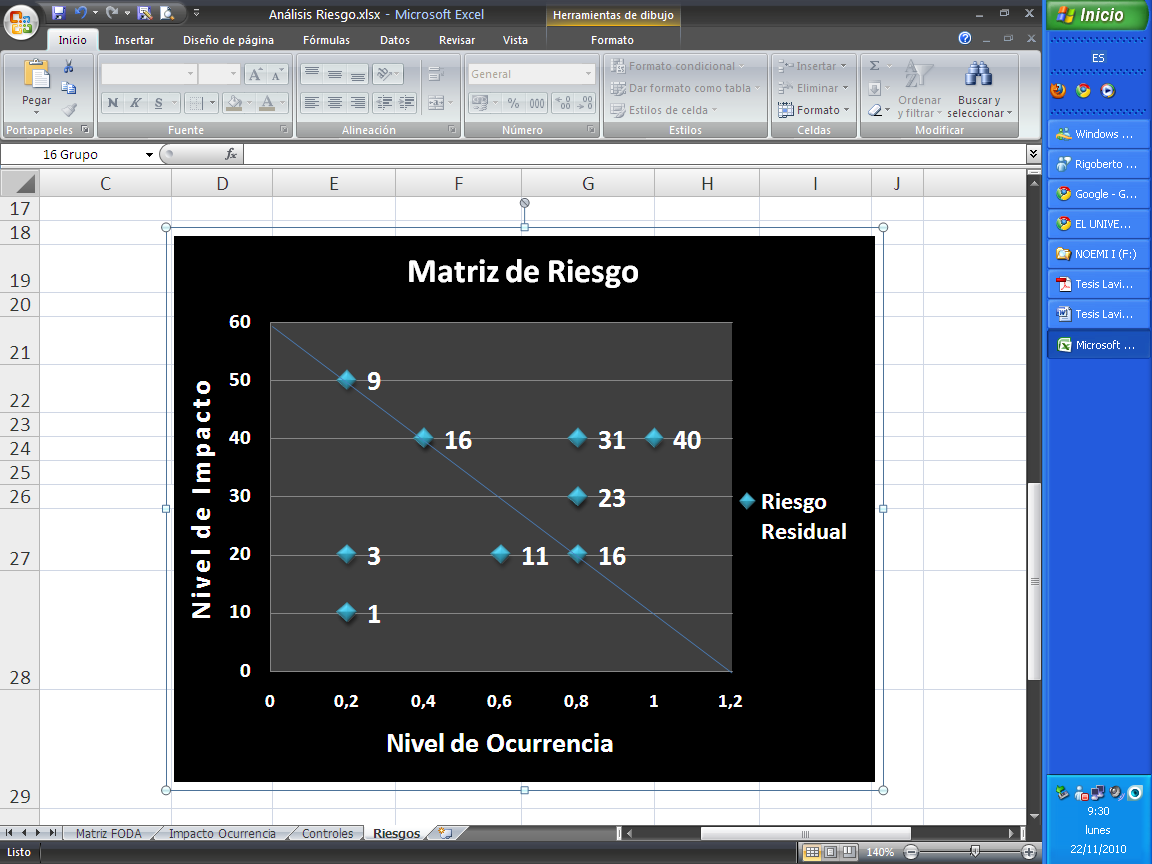 Análisis Riesgo.xlsx - Microsoft Excel
Herramientas de dibujo
Inicio
Inicio
Insertar
Diseño de página
Fórmulas
Datos
Revisar
Vista
Formato
ES
Pegar
N K S
A A
A
General
% 000
,0 ,00
,00 ,0
Formato condicional
Dar formato como tabla
Estilos de celda
Insertar
Eliminar
Formato
Σ
Ordenar
y filtrar
Buscar y
seleccionar
Portapapeles
Fuente
Alineación
Número
Estilos
Celdas
Modificar
16 Grupo
fx
Windows ...
Rigoberto ...
Google - G...
EL UNIVE...
NOEMI I (F:)
Tesis Lavi...
Tesis Lavi...
Microsoft ...
C D E F G H I J
17
18
19
20
21
22
23
24
25
26
27
28
29
Matriz de Riesgo
Nivel de Impacto
60
50
40
30
20
10
0
9
16
31
40
23
3
11
16
1
Riesgo
Residual
0 0,2 0,4 0,6 0,8 1 1,2
Nivel de Ocurrencia
Matriz FODA
Impacto Ocurrencia
Controles
Riesgos
Listo
140%
9:30
lunes
22/11/2010